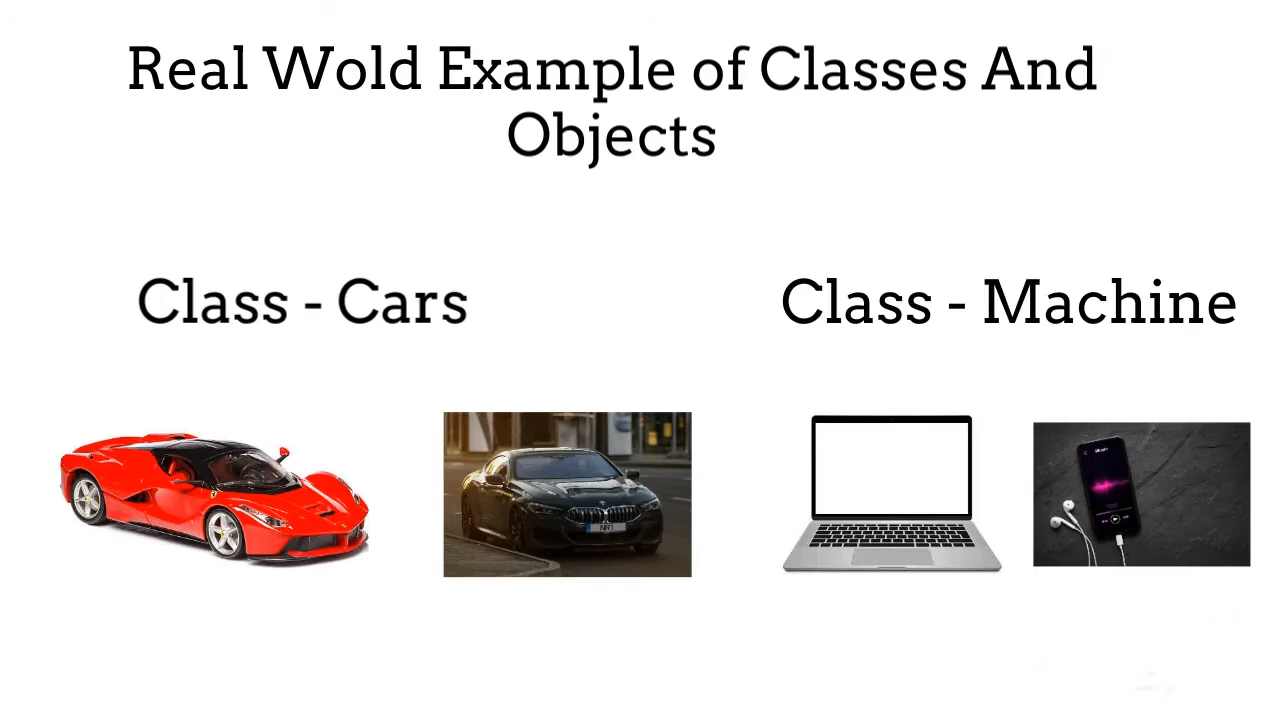 Real Wold Example of Classes And
Objects
Class - Cars
Class - Machine